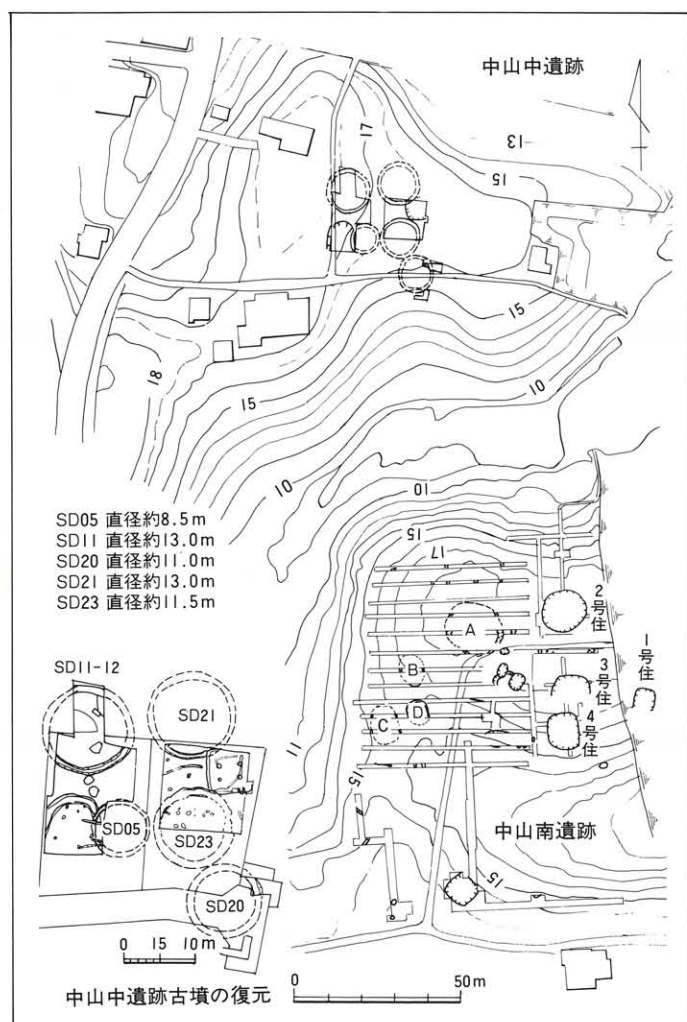 中山中遺跡
17
13
15
15
18
15
10
10
10
15
17
SD05 直径約8.5m
SD11 直径約13.0m
SD20 直径約11.0m
SD21 直径約13.0m
SD23 直径約11.5m
A
B
C
D
2号住
1号住
3号住
4号住
11
15
中山南遺跡
15
SD11-12
SD21
SD05
SD23
SD20
0 15 10m
0 50m
中山中遺跡古墳の復元